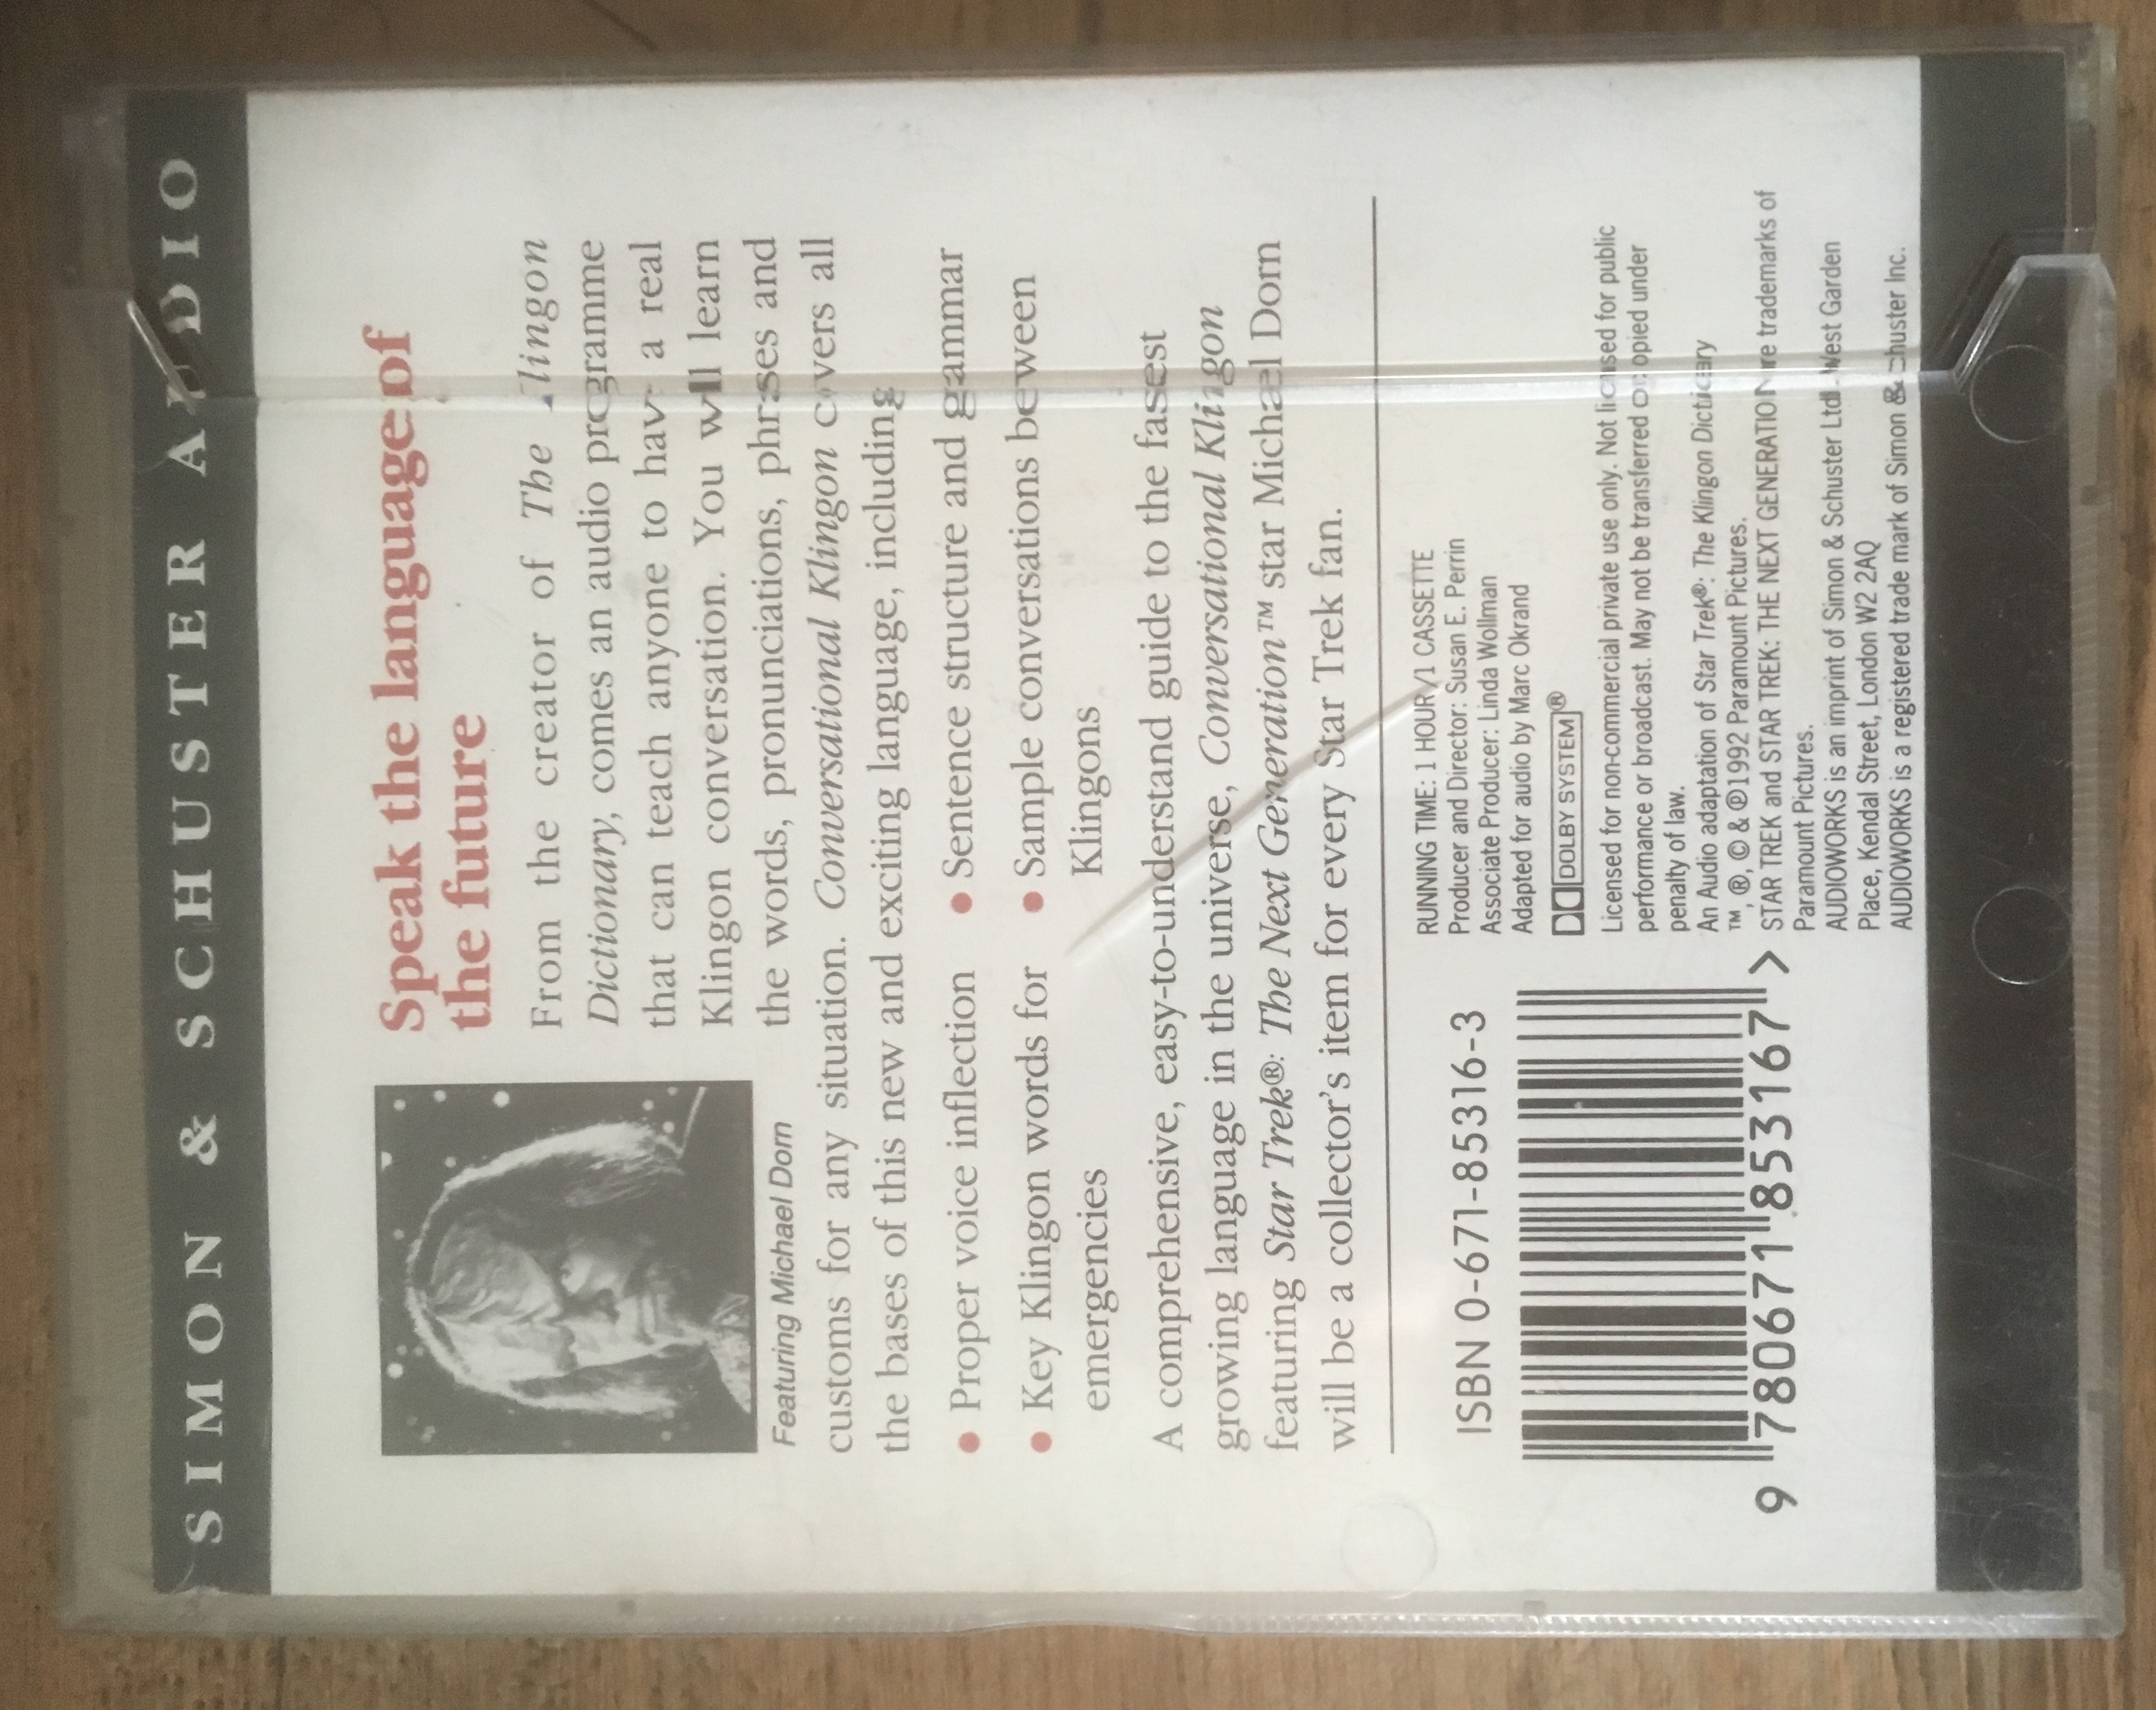 SIMON & SCHUSTER AUDIO
Speak the language of
the future
From the creator of The Klingon
Dictionary, comes an audio programme
that can teach anyone to have a real
Klingon conversation. You will learn
the words, pronunciations, phrases and
Featuring Michael Dorn
customs for any situation. Conversational Klingon covers all
the bases of this new and exciting language, including
• Proper voice inflection
• Key Klingon words for
emergencies
• Sentence structure and grammar
• Sample conversations between
Klingons
A comprehensive, easy-to-understand guide to the fastest
growing language in the universe, Conversational Klingon
featuring Star Trek®: The Next Generation™ star Michael Dorn
will be a collector's item for every Star Trek fan.
ISBN 0-671-85316-3
9 780671 853167 >
RUNNING TIME: 1 HOUR/1 CASSETTE
Producer and Director: Susan E. Perrin
Associate Producer: Linda Wollman
Adapted for audio by Marc Okrand
DOLBY SYSTEM®
Licensed for non-commercial private use only. Not licensed for public
performance or broadcast. May not be transferred or copied under
penalty of law.
An Audio adaptation of Star Trek®: The Klingon Dictionary
™, ®, © & ℗1992 Paramount Pictures.
STAR TREK and STAR TREK: THE NEXT GENERATION are trademarks of
Paramount Pictures.
AUDIOWORKS is an imprint of Simon & Schuster Ltd. West Garden
Place, Kendal Street, London W2 2AQ
AUDIOWORKS is a registered trade mark of Simon & Schuster Inc.